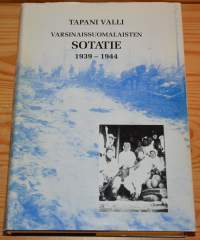 TAPANI VALLI
VARSINAISSUOMALAISTEN
SOTATIE
1939 – 1944